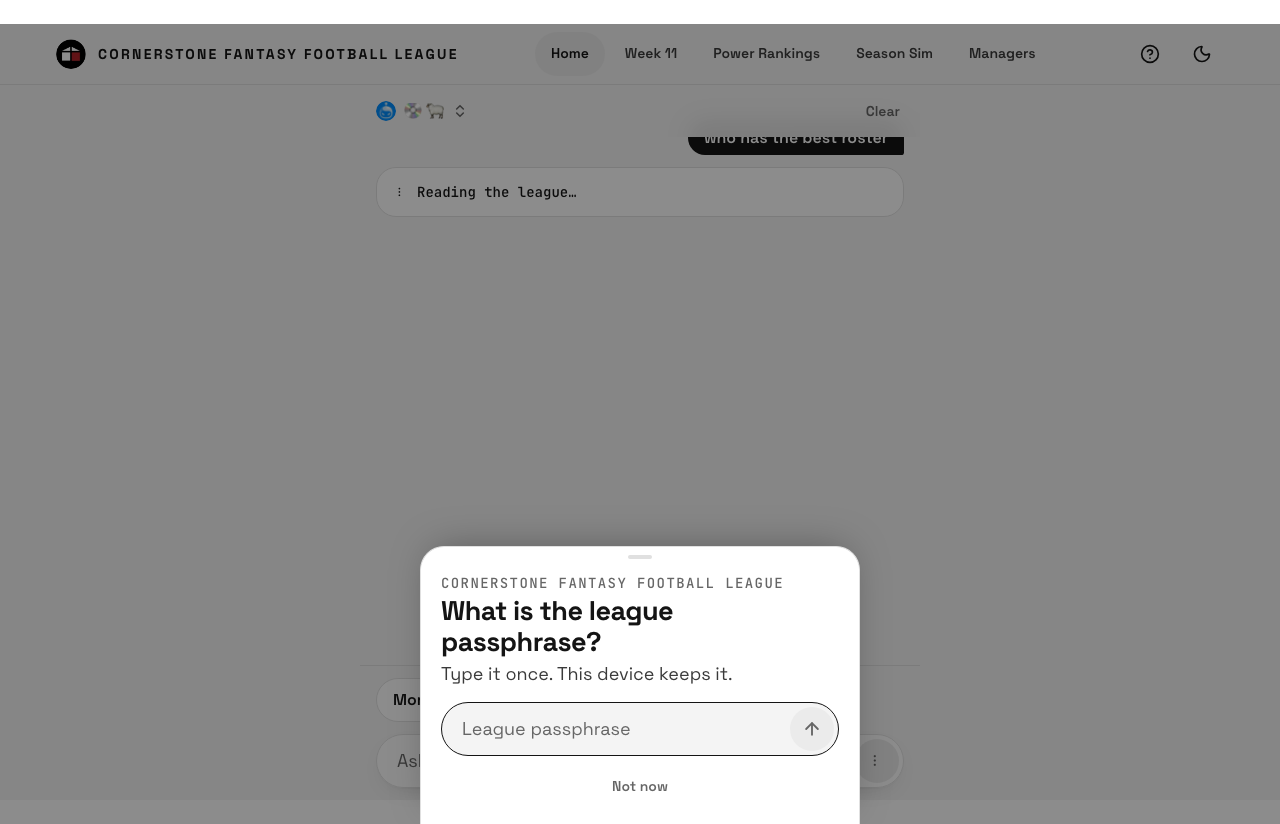 CORNERSTONE FANTASY FOOTBALL LEAGUE
Home
Week 11
Power Rankings
Season Sim
Managers
Clear
who has the best roster
Reading the league…
CORNERSTONE FANTASY FOOTBALL LEAGUE
What is the league
passphrase?
Type it once. This device keeps it.
League passphrase
Not now